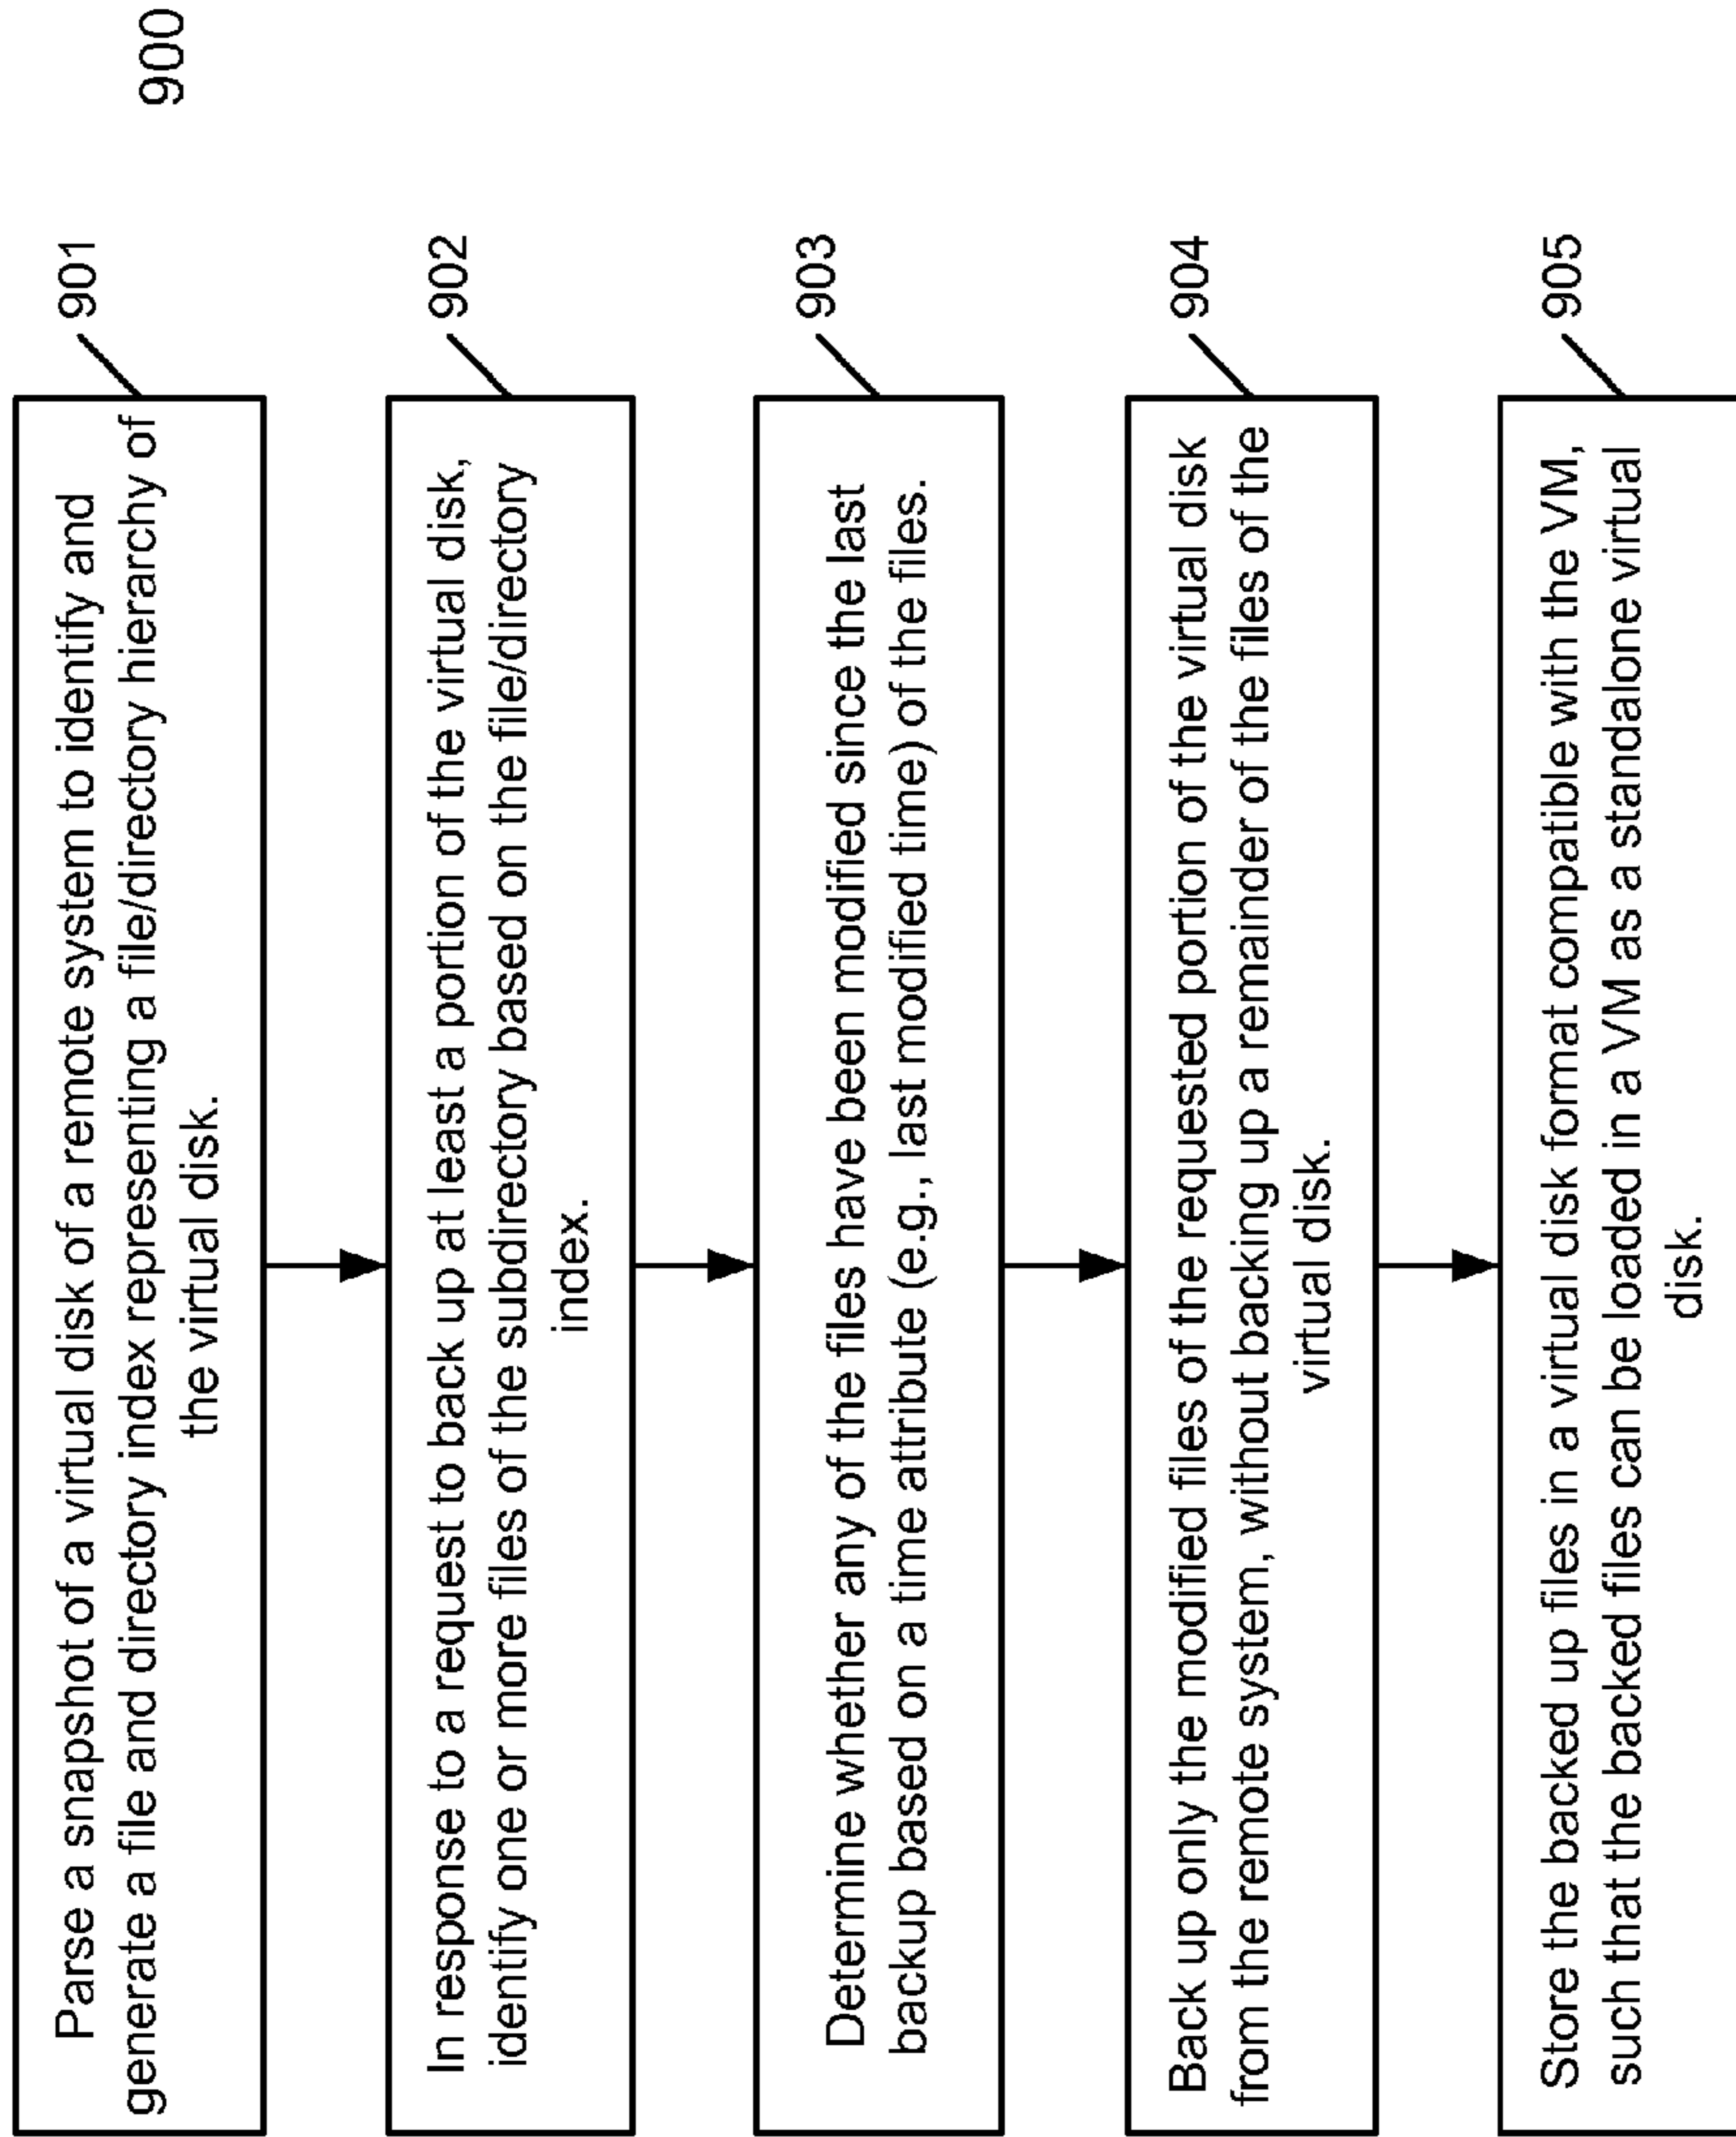 900
Parse a snapshot of a virtual disk of a remote system to identify and
generate a file and directory index representing a file/directory hierarchy of
the virtual disk.
901
In response to a request to back up at least a portion of the virtual disk,
identify one or more files of the subdirectory based on the file/directory
index.
902
Determine whether any of the files have been modified since the last
backup based on a time attribute (e.g., last modified time) of the files.
903
Back up only the modified files of the requested portion of the virtual disk
from the remote system, without backing up a remainder of the files of the
virtual disk.
904
Store the backed up files in a virtual disk format compatible with the VM,
such that the backed files can be loaded in a VM as a standalone virtual
disk.
905